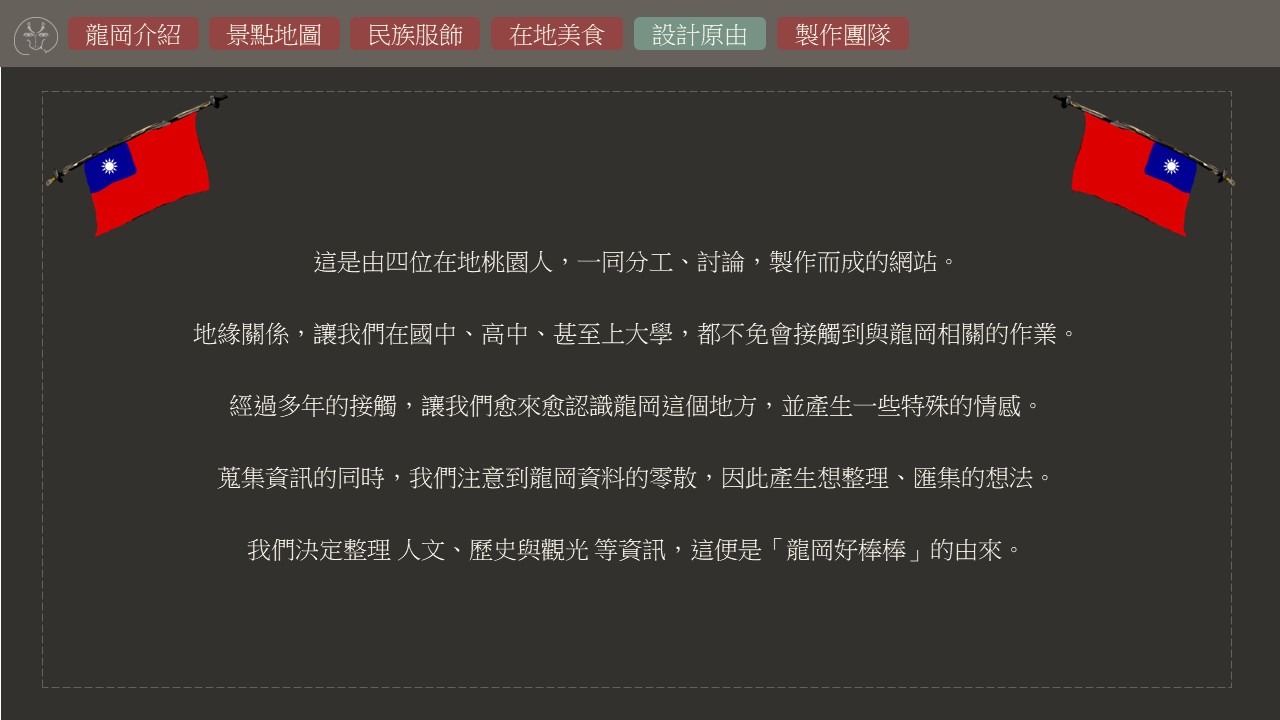 龍岡介紹 景點地圖 民族服飾 在地美食 設計原由 製作團隊
這是由四位在地桃園人，一同分工、討論，製作而成的網站。
地緣關係，讓我們在國中、高中、甚至上大學，都不免會接觸到與龍岡相關的作業。
經過多年的接觸，讓我們愈來愈認識龍岡這個地方，並產生一些特殊的情感。
蒐集資訊的同時，我們注意到龍岡資料的零散，因此產生想整理、匯集的想法。
我們決定整理 人文、歷史與觀光 等資訊，這便是「龍岡好棒棒」的由來。